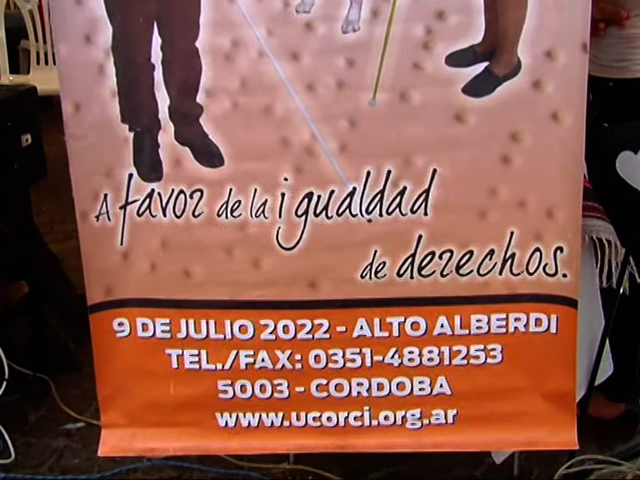 A favor de la igualdad
de derechos.
9 DE JULIO 2022 - ALTO ALBERDI
TEL./FAX: 0351-4881253
5003 - CORDOBA
www.ucorci.org.ar